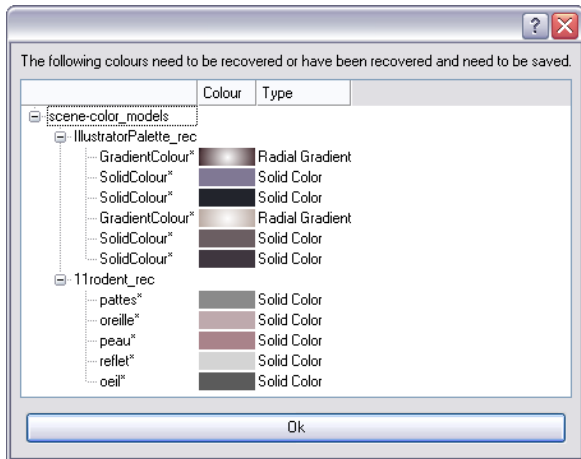 ?
The following colours need to be recovered or have been recovered and need to be saved.
Colour Type
scene-color_models
IllustratorPalette_rec
GradientColour* Radial Gradient
SolidColour* Solid Color
SolidColour* Solid Color
GradientColour* Radial Gradient
SolidColour* Solid Color
SolidColour* Solid Color
11rodent_rec
pattes* Solid Color
oreille* Solid Color
peau* Solid Color
reflet* Solid Color
oeil* Solid Color
Ok